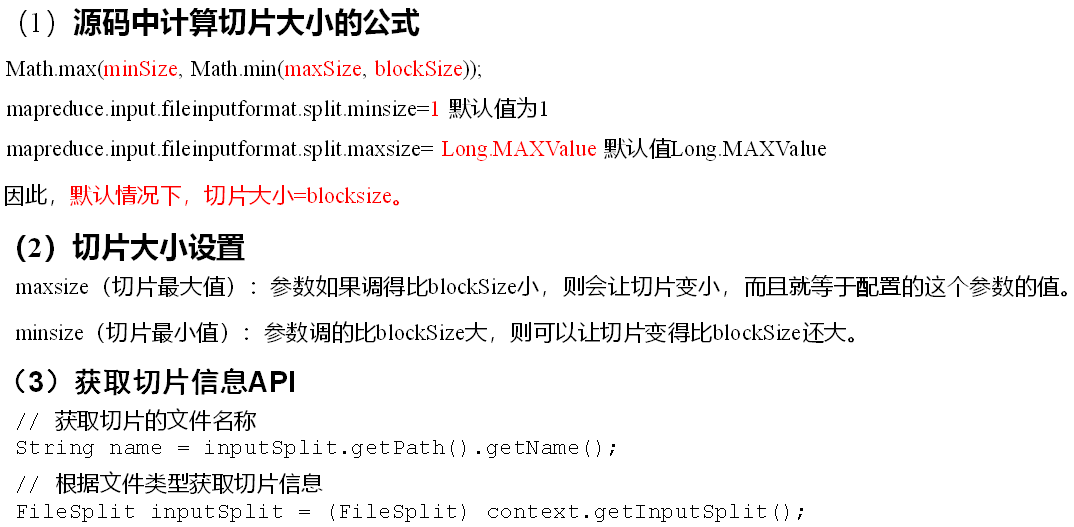 （1）源码中计算切片大小的公式
Math.max(minSize, Math.min(maxSize, blockSize));
mapreduce.input.fileinputformat.split.minsize=1 默认值为1
mapreduce.input.fileinputformat.split.maxsize= Long.MAXValue 默认值Long.MAXValue
因此，默认情况下，切片大小=blocksize。
（2）切片大小设置
maxsize（切片最大值）：参数如果调得比blockSize小，则会让切片变小，而且就等于配置的这个参数的值。
minsize（切片最小值）：参数调的比blockSize大，则可以让切片变得比blockSize还大。
（3）获取切片信息API
// 获取切片的文件名称
String name = inputSplit.getPath().getName();
// 根据文件类型获取切片信息
FileSplit inputSplit = (FileSplit) context.getInputSplit();